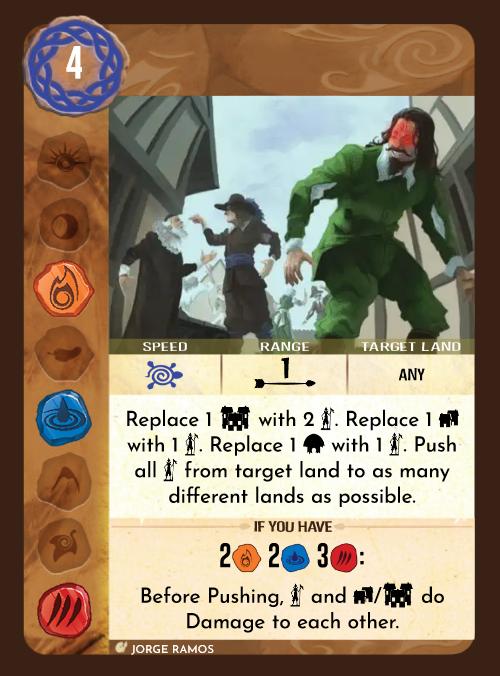 4
SPEED RANGE TARGET LAND
1 ANY
Replace 1 with 2 . Replace 1
with 1 . Replace 1 with 1 . Push
all from target land to as many
different lands as possible.
IF YOU HAVE
2 2 3 :
Before Pushing, and / do
Damage to each other.
JORGE RAMOS